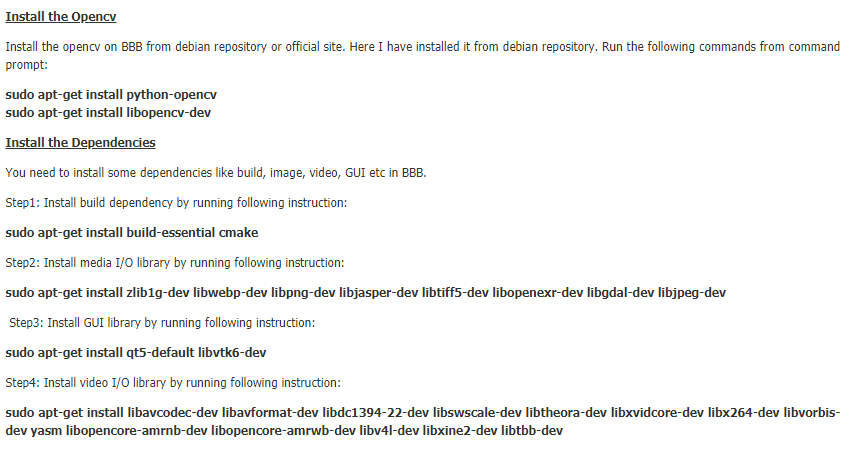 Install the Opencv
Install the opencv on BBB from debian repository or official site. Here I have installed it from debian repository. Run the following commands from command
prompt:
sudo apt-get install python-opencv
sudo apt-get install libopencv-dev
Install the Dependencies
You need to install some dependencies like build, image, video, GUI etc in BBB.
Step1: Install build dependency by running following instruction:
sudo apt-get install build-essential cmake
Step2: Install media I/O library by running following instruction:
sudo apt-get install zlib1g-dev libwebp-dev libpng-dev libjasper-dev libtiff5-dev libopenexr-dev libgdal-dev libjpeg-dev
Step3: Install GUI library by running following instruction:
sudo apt-get install qt5-default libvtk6-dev
Step4: Install video I/O library by running following instruction:
sudo apt-get install libavcodec-dev libavformat-dev libdc1394-22-dev libswscale-dev libtheora-dev libxvidcore-dev libx264-dev libvorbis-
dev yasm libopencore-amrnb-dev libopencore-amrwb-dev libv4l-dev libxine2-dev libtbb-dev